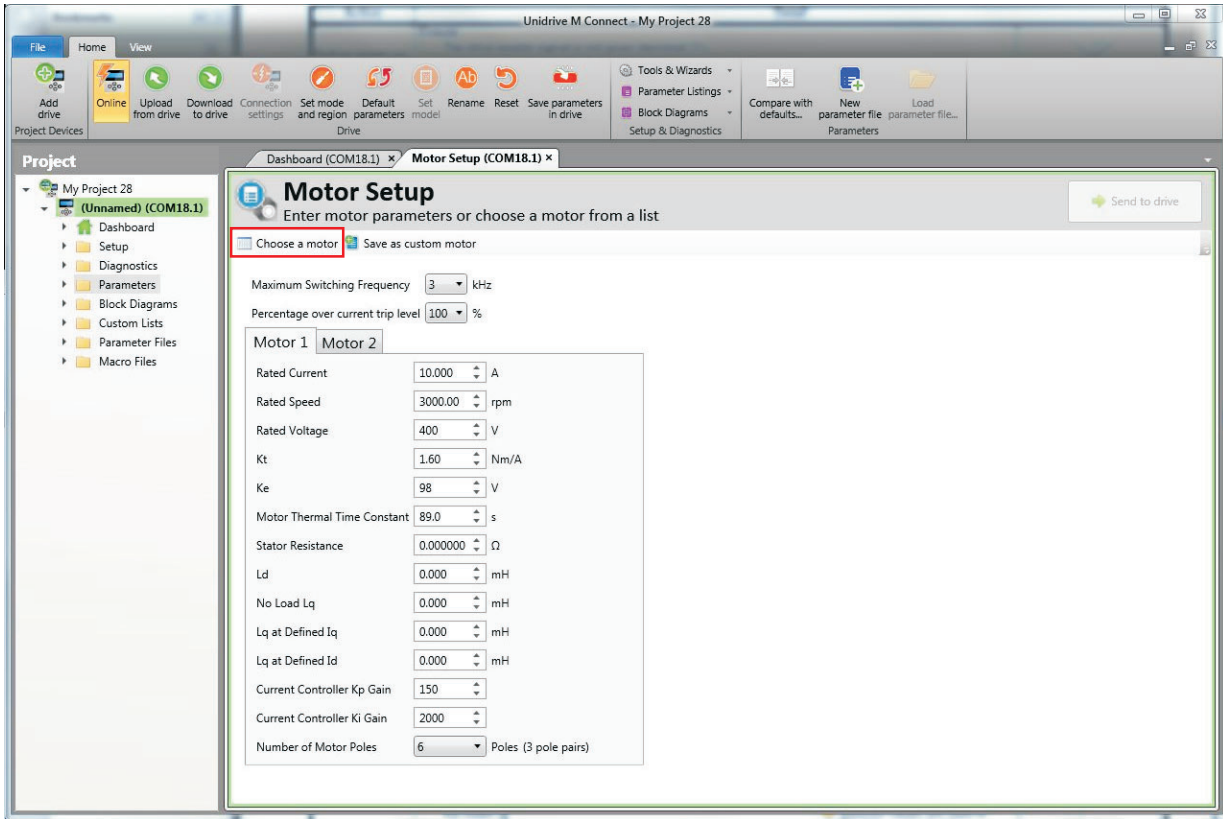 Unidrive M Connect - My Project 28
File Home View
Add drive
Online
Upload from drive
Download to drive
Connection settings
Set mode and region
Default parameters
Set model
Rename
Reset
Save parameters in drive
Tools & Wizards
Parameter Listings
Block Diagrams
Compare with defaults...
New parameter file
Load parameter file...
Project Devices
Drive
Setup & Diagnostics
Parameters
Project
My Project 28
(Unnamed) (COM18.1)
Dashboard
Setup
Diagnostics
Parameters
Block Diagrams
Custom Lists
Parameter Files
Macro Files
Dashboard (COM18.1) × Motor Setup (COM18.1) ×
Motor Setup
Enter motor parameters or choose a motor from a list
Send to drive
Choose a motor Save as custom motor
Maximum Switching Frequency 3 kHz
Percentage over current trip level 100 %
Motor 1 Motor 2
Rated Current 10.000 A
Rated Speed 3000.00 rpm
Rated Voltage 400 V
Kt 1.60 Nm/A
Ke 98 V
Motor Thermal Time Constant 89.0 s
Stator Resistance 0.000000 Ω
Ld 0.000 mH
No Load Lq 0.000 mH
Lq at Defined Iq 0.000 mH
Lq at Defined Id 0.000 mH
Current Controller Kp Gain 150
Current Controller Ki Gain 2000
Number of Motor Poles 6 Poles (3 pole pairs)